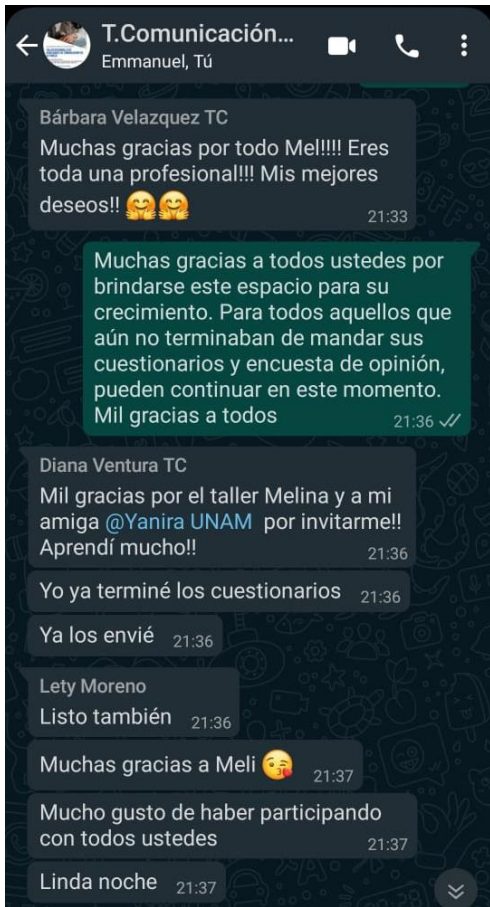 T.Comunicación...
Emmanuel, Tú
Bárbara Velazquez TC
Muchas gracias por todo Mel!!!! Eres
toda una profesional!!! Mis mejores
deseos!! 🤗🤗
21:33
Muchas gracias a todos ustedes por
brindarse este espacio para su
crecimiento. Para todos aquellos que
aún no terminaban de mandar sus
cuestionarios y encuesta de opinión,
pueden continuar en este momento.
Mil gracias a todos
21:36
Diana Ventura TC
Mil gracias por el taller Melina y a mi
amiga @Yanira UNAM por invitarme!!
Aprendí mucho!!
21:36
Yo ya terminé los cuestionarios 21:36
Ya los envié 21:36
Lety Moreno
Listo también 21:36
Muchas gracias a Meli 😘 21:37
Mucho gusto de haber participando
con todos ustedes
21:37
Linda noche 21:37